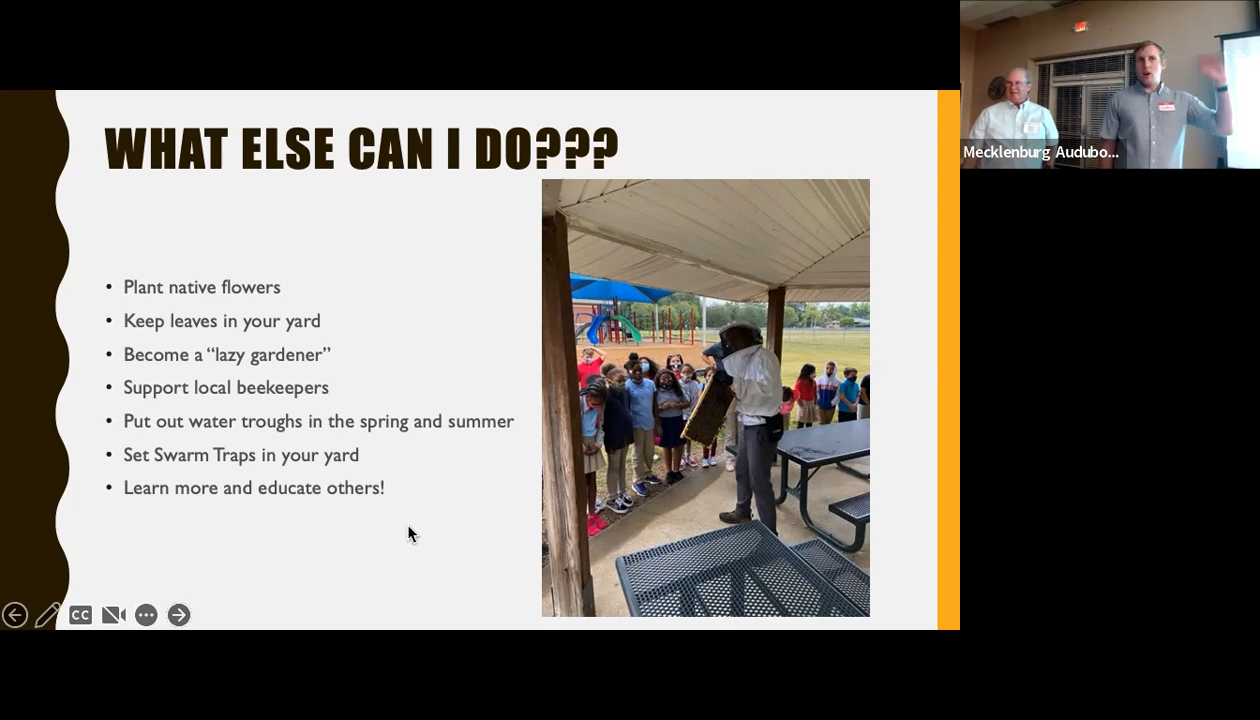 WHAT ELSE CAN I DO???
Plant native flowers
Keep leaves in your yard
Become a “lazy gardener”
Support local beekeepers
Put out water troughs in the spring and summer
Set Swarm Traps in your yard
Learn more and educate others!
CC
Mecklenburg Audubo...